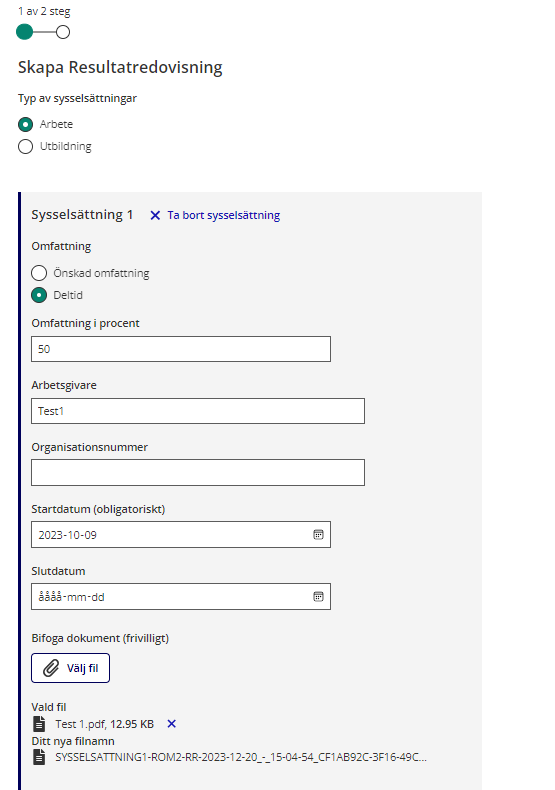 1 av 2 steg
Skapa Resultatredovisning
Typ av sysselsättningar
Arbete
Utbildning
Sysselsättning 1 Ta bort sysselsättning
Omfattning
Önskad omfattning
Deltid
Omfattning i procent
50
Arbetsgivare
Test1
Organisationsnummer
Startdatum (obligatoriskt)
2023-10-09
Slutdatum
åååå-mm-dd
Bifoga dokument (frivilligt)
Välj fil
Vald fil
Test 1.pdf, 12.95 KB
Ditt nya filnamn
SYSSELSATTNING1-ROM2-RR-2023-12-20_-_15-04-54_CF1AB92C-3F16-49C...